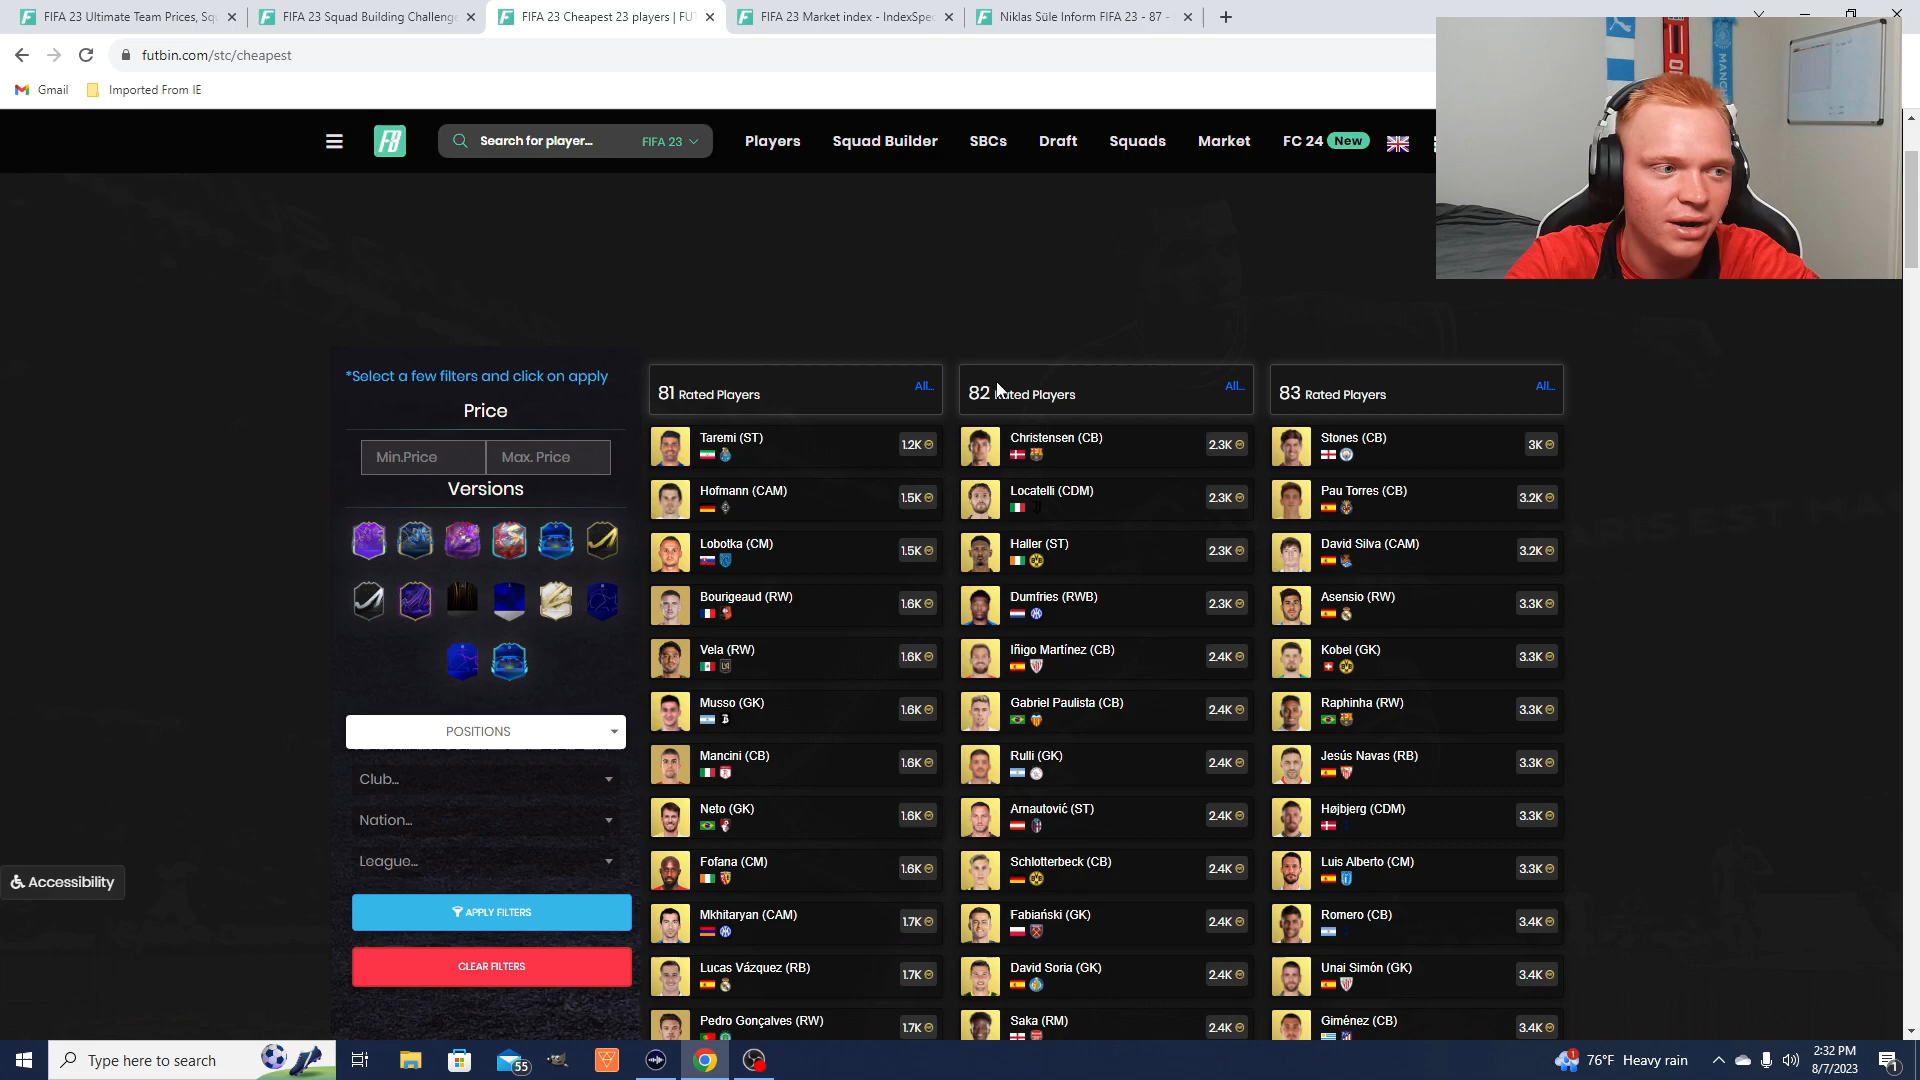 FIFA 23 Ultimate Team Prices, Squ
FIFA 23 Squad Building Challenge
FIFA 23 Cheapest 23 players | FUT
FIFA 23 Market index - IndexSpec
Niklas Süle Inform FIFA 23 - 87 -
futbin.com/stc/cheapest
Gmail
Imported From IE
Search for player...
FIFA 23
Players
Squad Builder
SBCs
Draft
Squads
Market
FC 24 New
*Select a few filters and click on apply
Price
Min.Price
Max. Price
Versions
POSITIONS
Club...
Nation...
League...
APPLY FILTERS
CLEAR FILTERS
Accessibility
81 Rated Players All...
Taremi (ST) 1.2K
Hofmann (CAM) 1.5K
Lobotka (CM) 1.5K
Bourigeaud (RW) 1.6K
Vela (RW) 1.6K
Musso (GK) 1.6K
Mancini (CB) 1.6K
Neto (GK) 1.6K
Fofana (CM) 1.6K
Mkhitaryan (CAM) 1.7K
Lucas Vázquez (RB) 1.7K
Pedro Gonçalves (RW) 1.7K
82 Rated Players All...
Christensen (CB) 2.3K
Locatelli (CDM) 2.3K
Haller (ST) 2.3K
Dumfries (RWB) 2.3K
Iñigo Martínez (CB) 2.4K
Gabriel Paulista (CB) 2.4K
Rulli (GK) 2.4K
Arnautović (ST) 2.4K
Schlotterbeck (CB) 2.4K
Fabiański (GK) 2.4K
David Soria (GK) 2.4K
Saka (RM) 2.4K
83 Rated Players All...
Stones (CB) 3K
Pau Torres (CB) 3.2K
David Silva (CAM) 3.2K
Asensio (RW) 3.3K
Kobel (GK) 3.3K
Raphinha (RW) 3.3K
Jesús Navas (RB) 3.3K
Højbjerg (CDM) 3.3K
Luis Alberto (CM) 3.3K
Romero (CB) 3.4K
Unai Simón (GK) 3.4K
Giménez (CB) 3.4K
Type here to search
55
1
76°F Heavy rain
2:32 PM
8/7/2023
1